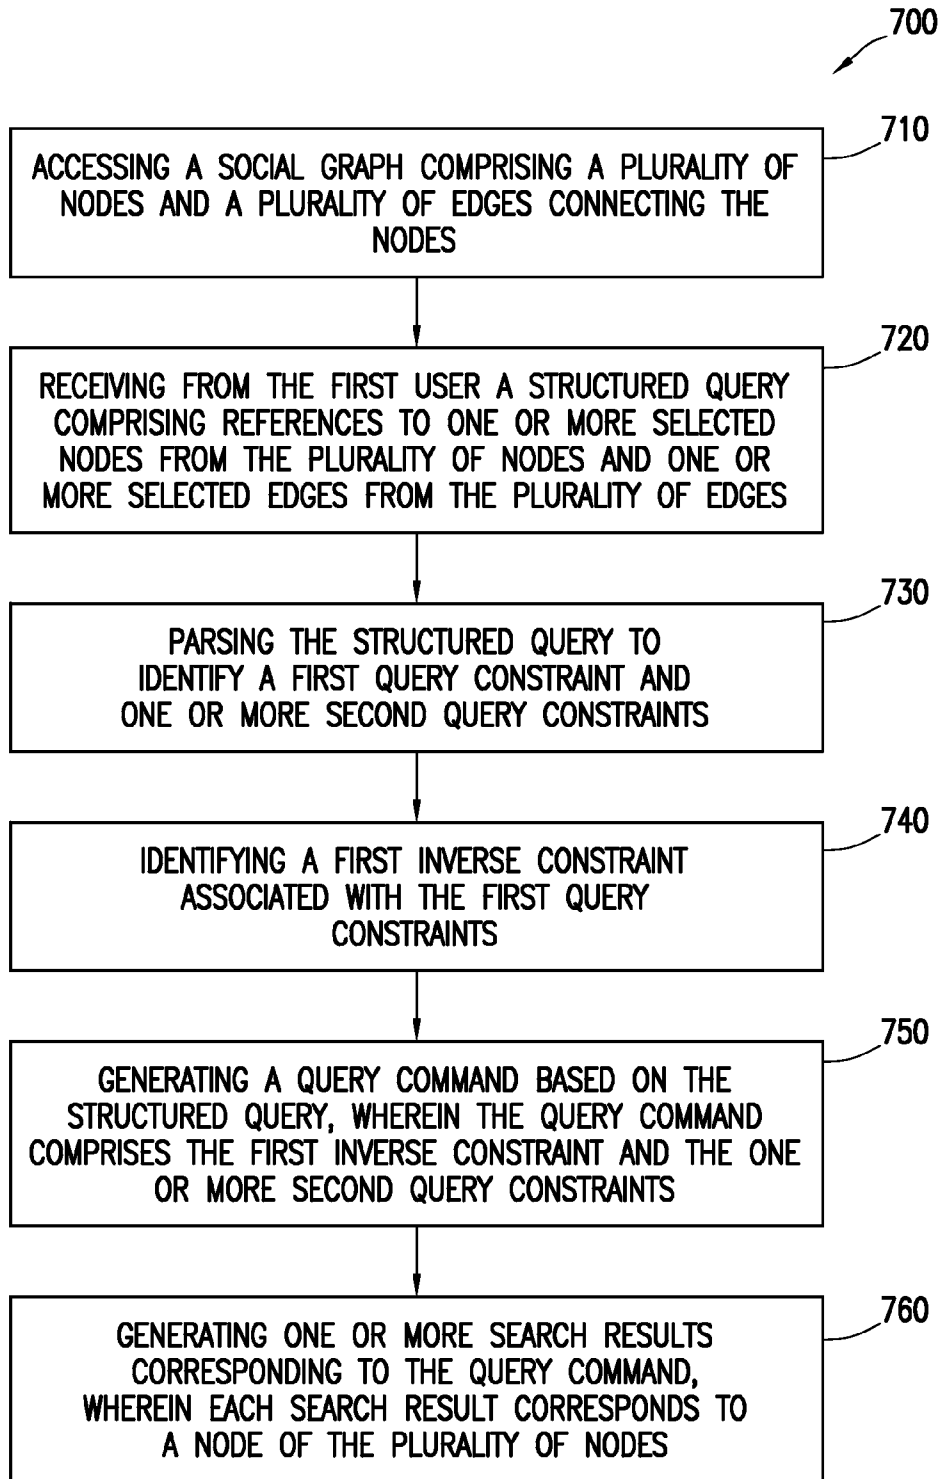 700
710
ACCESSING A SOCIAL GRAPH COMPRISING A PLURALITY OF
NODES AND A PLURALITY OF EDGES CONNECTING THE
NODES
720
RECEIVING FROM THE FIRST USER A STRUCTURED QUERY
COMPRISING REFERENCES TO ONE OR MORE SELECTED
NODES FROM THE PLURALITY OF NODES AND ONE OR
MORE SELECTED EDGES FROM THE PLURALITY OF EDGES
730
PARSING THE STRUCTURED QUERY TO
IDENTIFY A FIRST QUERY CONSTRAINT AND
ONE OR MORE SECOND QUERY CONSTRAINTS
740
IDENTIFYING A FIRST INVERSE CONSTRAINT
ASSOCIATED WITH THE FIRST QUERY
CONSTRAINTS
750
GENERATING A QUERY COMMAND BASED ON THE
STRUCTURED QUERY, WHEREIN THE QUERY COMMAND
COMPRISES THE FIRST INVERSE CONSTRAINT AND THE ONE
OR MORE SECOND QUERY CONSTRAINTS
760
GENERATING ONE OR MORE SEARCH RESULTS
CORRESPONDING TO THE QUERY COMMAND,
WHEREIN EACH SEARCH RESULT CORRESPONDS TO
A NODE OF THE PLURALITY OF NODES